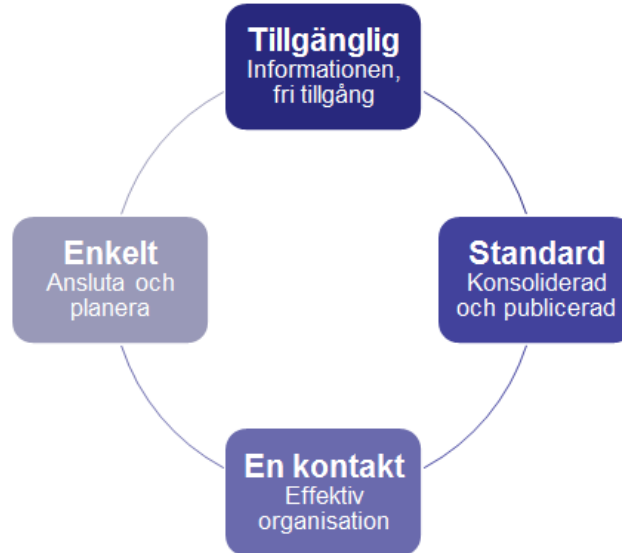 Tillgänglig
Informationen,
fri tillgång
Enkelt
Ansluta och
planera
Standard
Konsoliderad
och publicerad
En kontakt
Effektiv
organisation